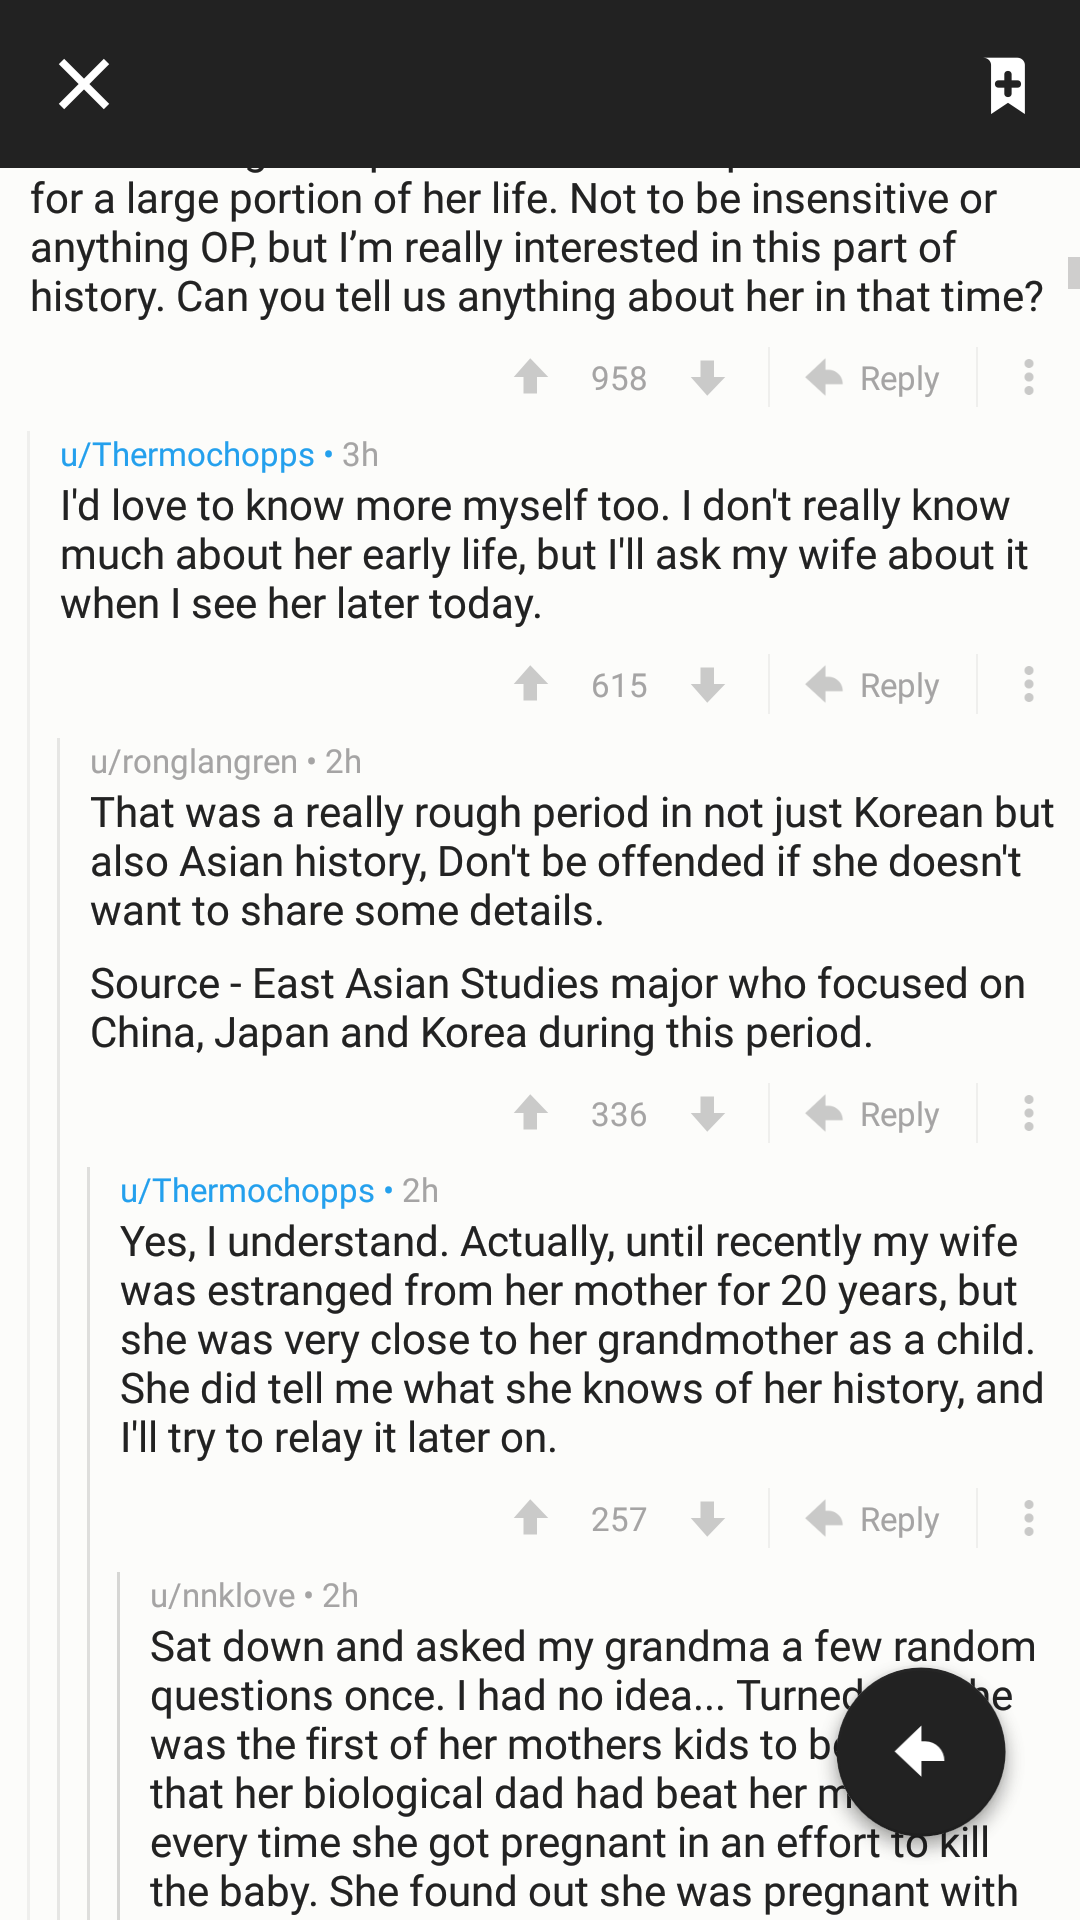 for a large portion of her life. Not to be insensitive or
anything OP, but I’m really interested in this part of
history. Can you tell us anything about her in that time?
958 Reply
u/Thermochopps • 3h
I'd love to know more myself too. I don't really know
much about her early life, but I'll ask my wife about it
when I see her later today.
615 Reply
u/ronglangren • 2h
That was a really rough period in not just Korean but
also Asian history, Don't be offended if she doesn't
want to share some details.
Source - East Asian Studies major who focused on
China, Japan and Korea during this period.
336 Reply
u/Thermochopps • 2h
Yes, I understand. Actually, until recently my wife
was estranged from her mother for 20 years, but
she was very close to her grandmother as a child.
She did tell me what she knows of her history, and
I'll try to relay it later on.
257 Reply
u/nnklove • 2h
Sat down and asked my grandma a few random
questions once. I had no idea... Turned
was the first of her mothers kids to
that her biological dad had beat her
every time she got pregnant in an effort to kill
the baby. She found out she was pregnant with